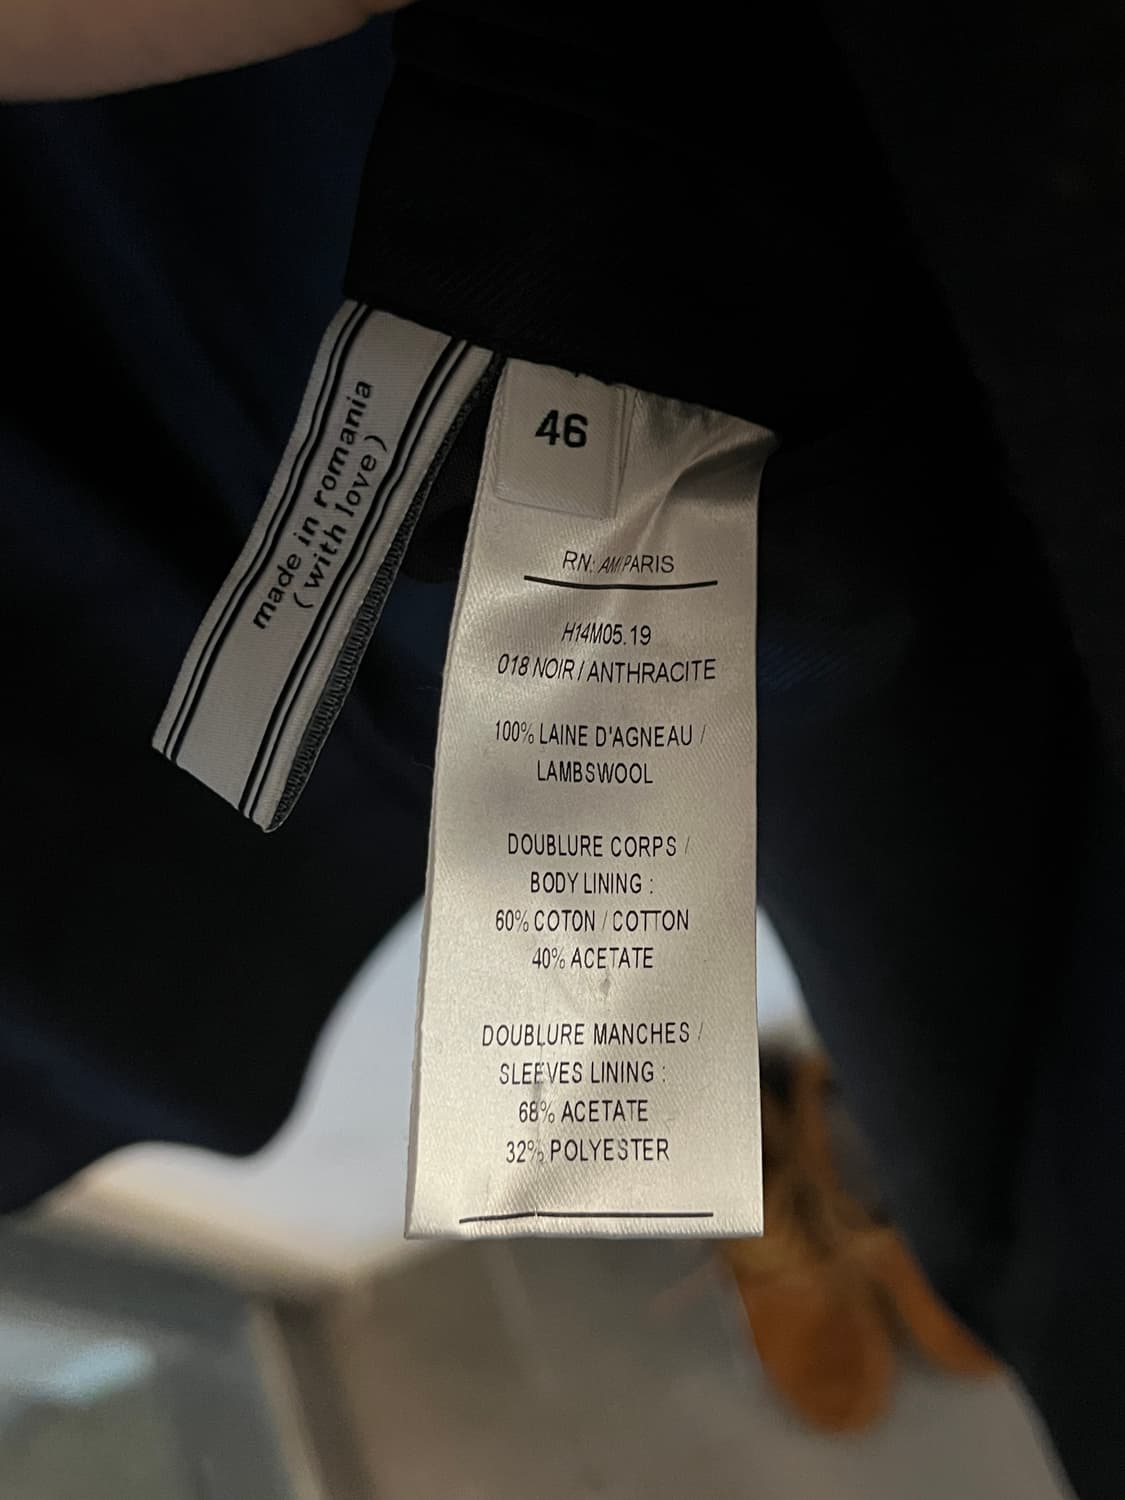 made in romania
(with love)
46
RN: AMI PARIS
H14M05.19
018 NOIR / ANTHRACITE
100% LAINE D'AGNEAU /
LAMBSWOOL
DOUBLURE CORPS /
BODY LINING :
60% COTON / COTTON
40% ACETATE
DOUBLURE MANCHES /
SLEEVES LINING :
68% ACETATE
32% POLYESTER